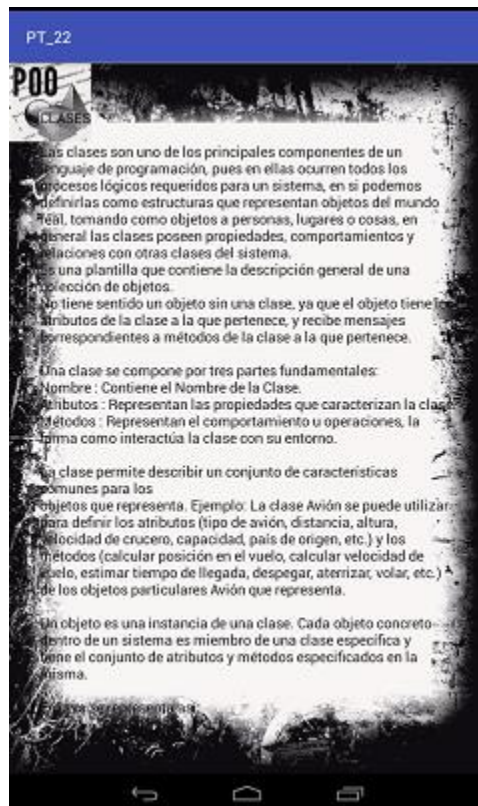 PT_22
POO
CLASES
Las clases son uno de los principales componentes de un
lenguaje de programación, pues en ellas ocurren todos los
procesos lógicos requeridos para un sistema, en si podemos
definirlas como estructuras que representan objetos del mundo
real, tomando como objetos a personas, lugares o cosas, en
general las clases poseen propiedades, comportamientos y
relaciones con otras clases del sistema.
Es una plantilla que contiene la descripción general de una
colección de objetos.
No tiene sentido un objeto sin una clase, ya que el objeto tiene los
atributos de la clase a la que pertenece, y recibe mensajes
correspondientes a métodos de la clase a la que pertenece.
Una clase se compone por tres partes fundamentales:
Nombre : Contiene el Nombre de la Clase.
Atributos : Representan las propiedades que caracterizan la clase.
Métodos : Representan el comportamiento u operaciones, la
forma como interactúa la clase con su entorno.
La clase permite describir un conjunto de características
comunes para los
objetos que representa. Ejemplo: La clase Avión se puede utilizar
para definir los atributos (tipo de avión, distancia, altura,
velocidad de crucero, capacidad, país de origen, etc.) y los
métodos (calcular posición en el vuelo, calcular velocidad de
vuelo, estimar tiempo de llegada, despegar, aterrizar, volar, etc.)
de los objetos particulares Avión que representa.
Un objeto es una instancia de una clase. Cada objeto concreto
dentro de un sistema es miembro de una clase específica y
tiene el conjunto de atributos y métodos especificados en la
misma.
se representa así: